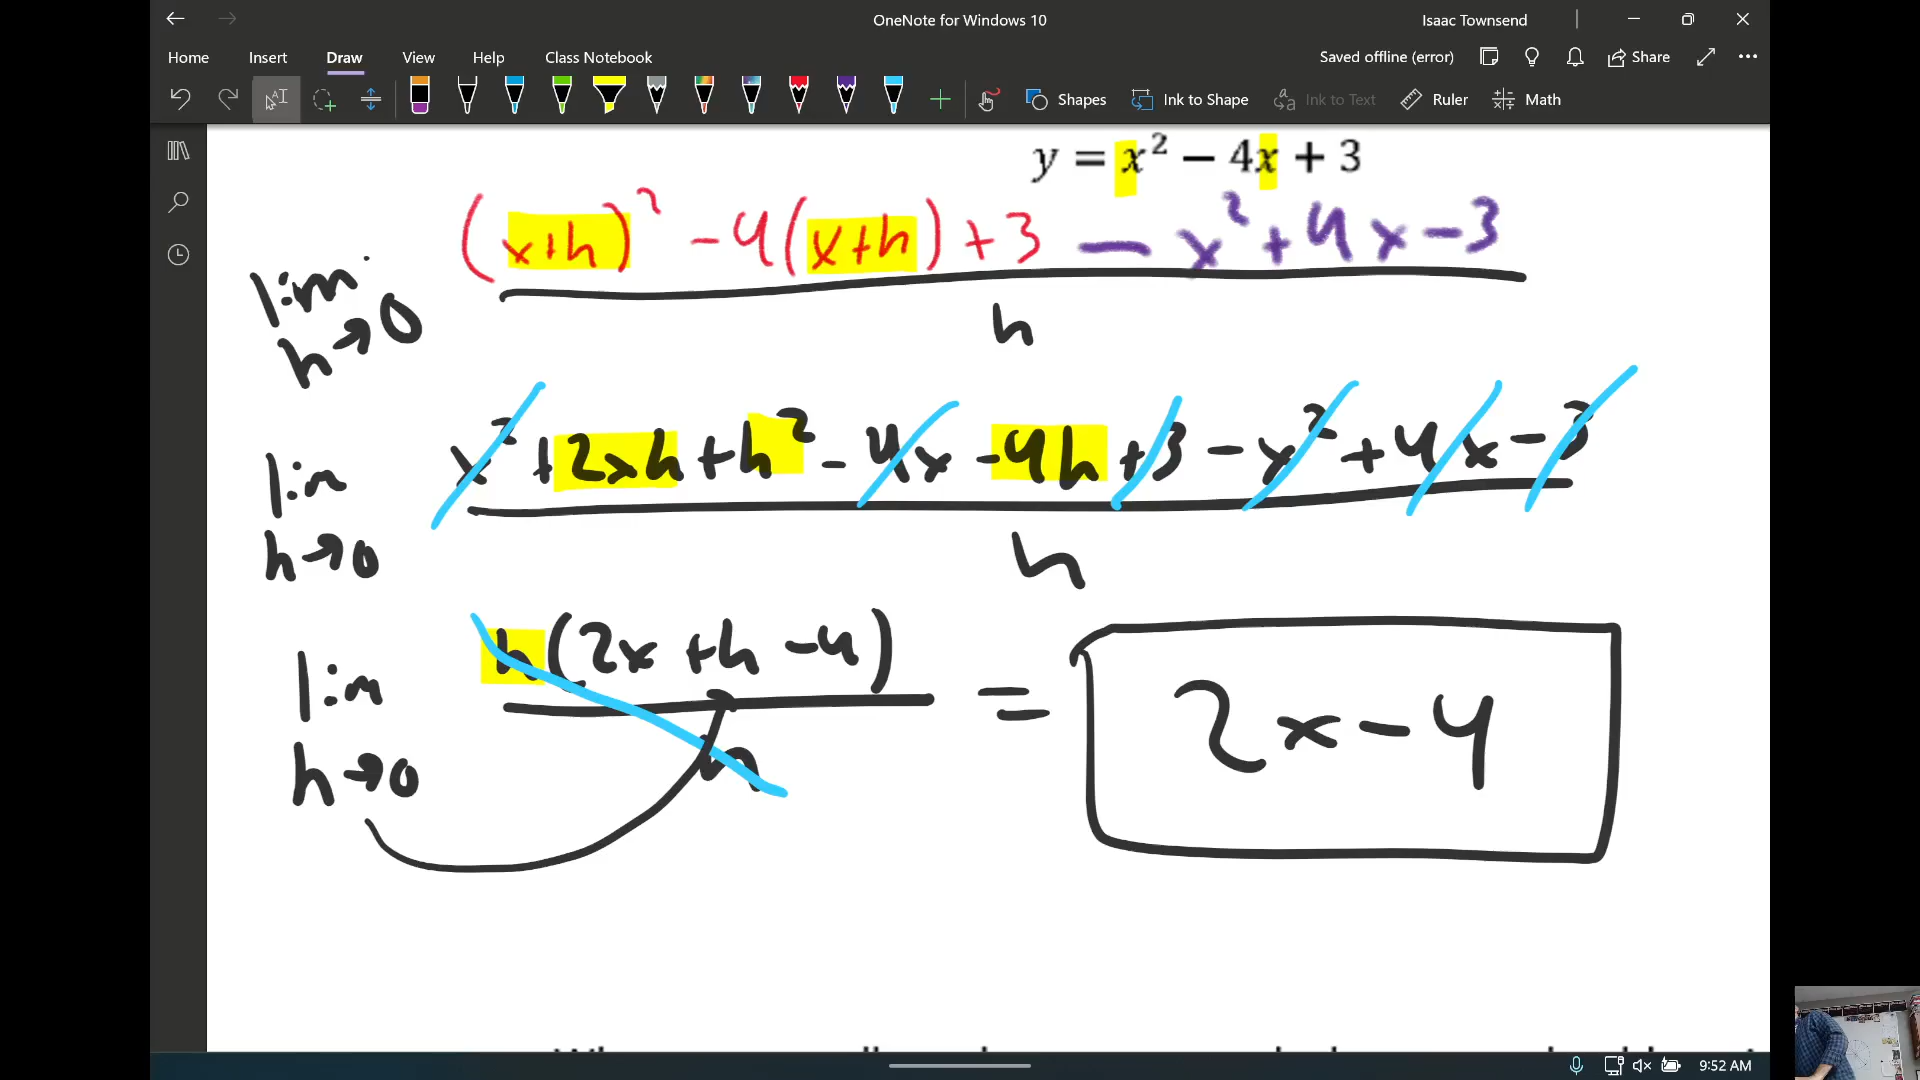 OneNote for Windows 10
Isaac Townsend
Home Insert Draw View Help Class Notebook
Saved offline (error) Share
Shapes Ink to Shape Ink to Text Ruler Math
y = x² − 4x + 3
lim h→0 (x+h)² −4(x+h) +3 − x² + 4x − 3
h
lim h→0 x² + 2xh + h² − 4x − 4h + 3 − x² + 4x − 3
h
lim h→0 h(2x + h − 4) = 2x − 4
h
9:52 AM